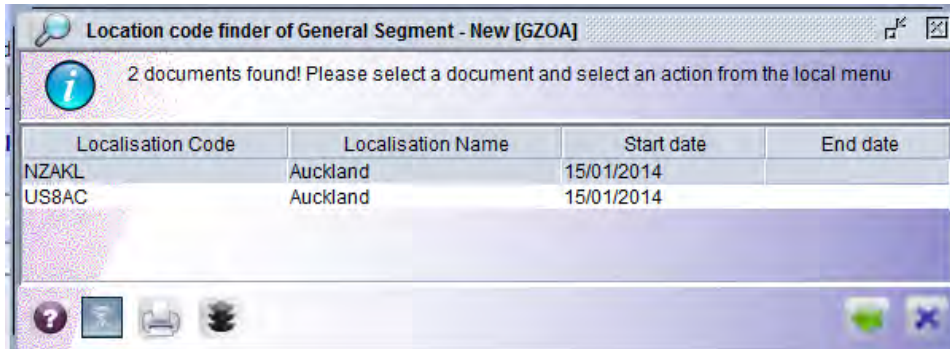 Location code finder of General Segment - New [GZOA]
2 documents found! Please select a document and select an action from the local menu
Localisation Code Localisation Name Start date End date
NZAKL Auckland 15/01/2014
US8AC Auckland 15/01/2014